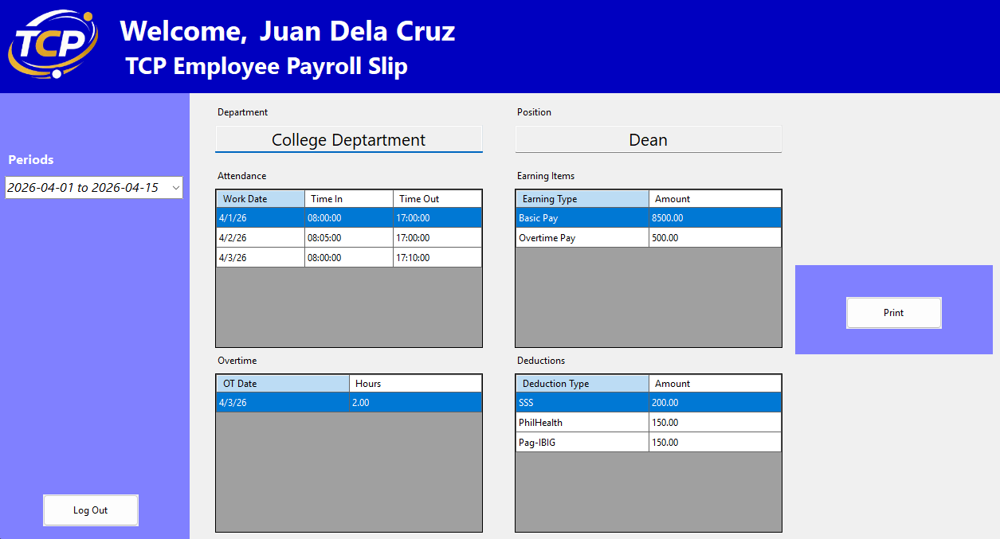 TCP
Welcome, Juan Dela Cruz
TCP Employee Payroll Slip
Periods
2026-04-01 to 2026-04-15
Log Out
Department
College Deptartment
Position
Dean
Attendance
Work Date Time In Time Out
4/1/26 08:00:00 17:00:00
4/2/26 08:05:00 17:00:00
4/3/26 08:00:00 17:10:00
Earning Items
Earning Type Amount
Basic Pay 8500.00
Overtime Pay 500.00
Overtime
OT Date Hours
4/3/26 2.00
Deductions
Deduction Type Amount
SSS 200.00
PhilHealth 150.00
Pag-IBIG 150.00
Print